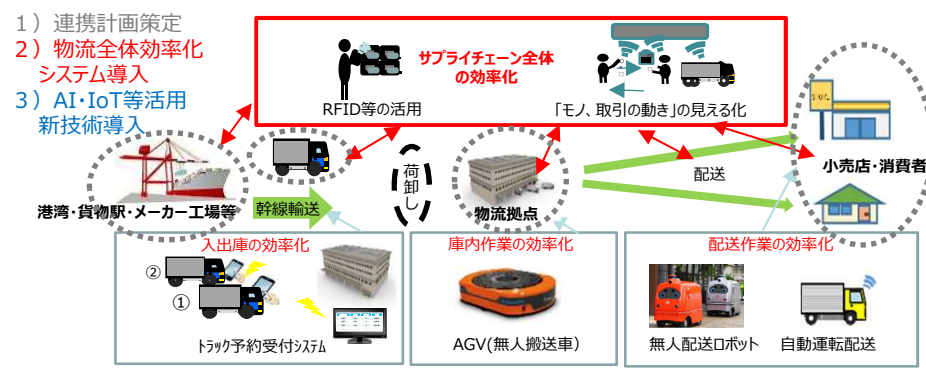 1）連携計画策定
2）物流全体効率化
システム導入
3）AI･IoT等活用
新技術導入
サプライチェーン全体
の効率化
RFID等の活用
「モノ、取引の動き」の見える化
港湾･貨物駅･メーカー工場等
幹線輸送
荷卸し
物流拠点
配送
小売店･消費者
入出庫の効率化
②
①
ﾄﾗｯｸ予約受付ｼｽﾃﾑ
庫内作業の効率化
AGV(無人搬送車)
配送作業の効率化
無人配送ロボット
自動運転配送